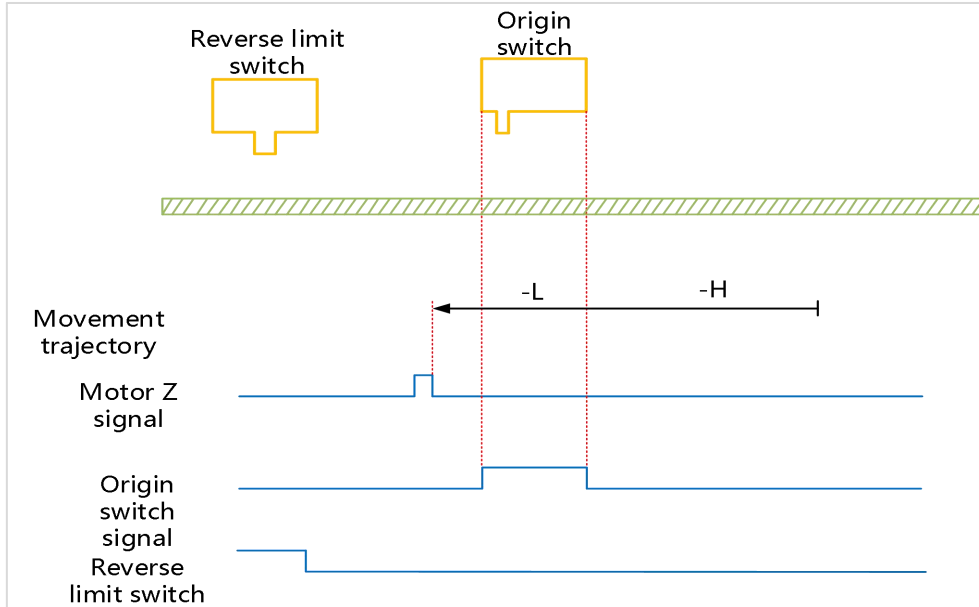 Reverse limit
switch
Origin
switch
-L
-H
Movement
trajectory
Motor Z
signal
Origin
switch
signal
Reverse
limit switch